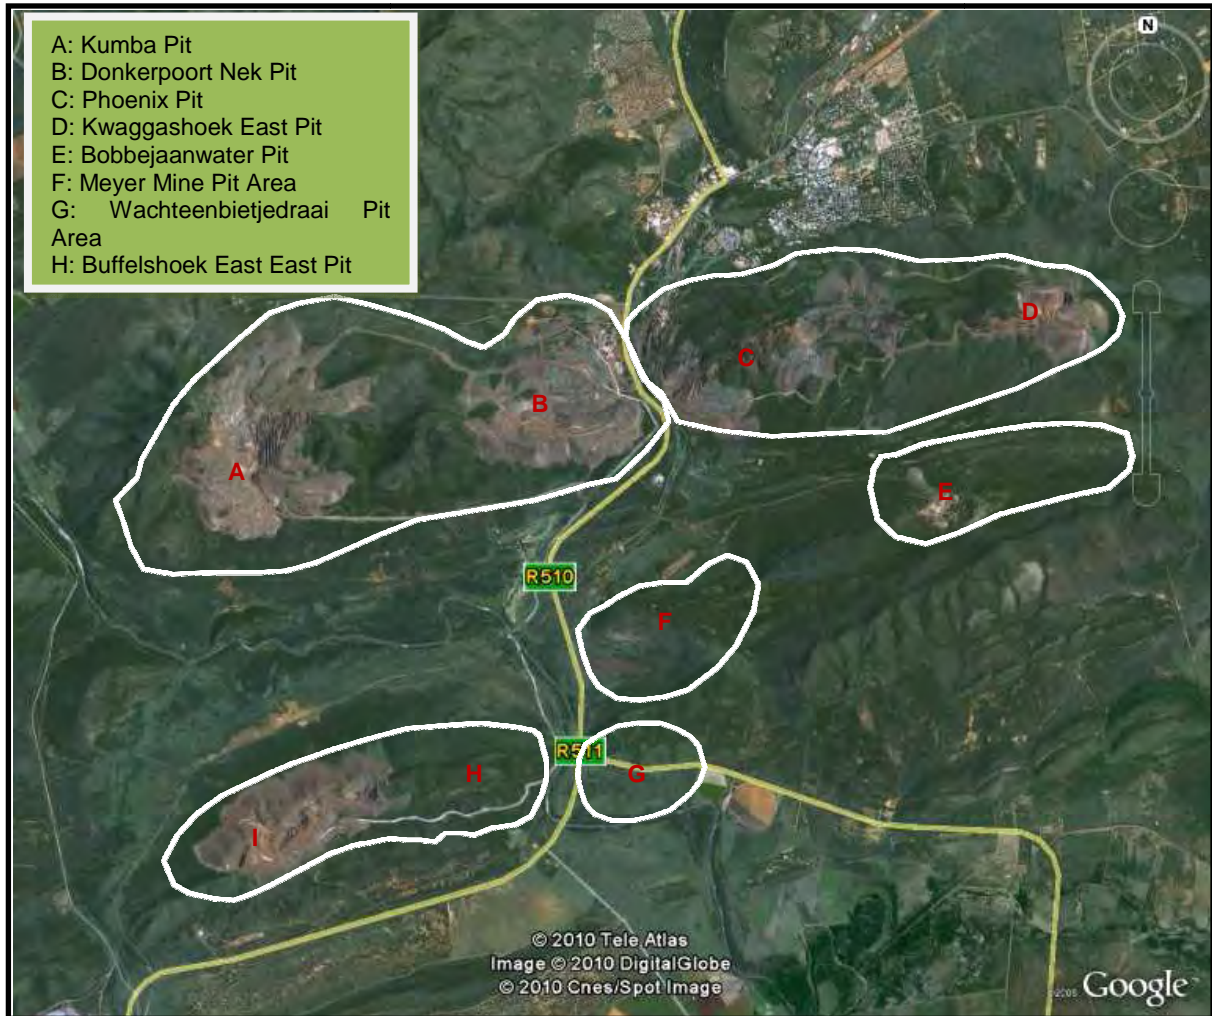 A: Kumba Pit
B: Donkerpoort Nek Pit
C: Phoenix Pit
D: Kwaggashoek East Pit
E: Bobbejaanwater Pit
F: Meyer Mine Pit Area
G: Wachteenbietjedraai Pit
Area
H: Buffelshoek East East Pit
N
D
C
B
A
E
R510
F
R511
H
G
I
© 2010 Tele Atlas
Image © 2010 DigitalGlobe
© 2010 Cnes/Spot Image
Google